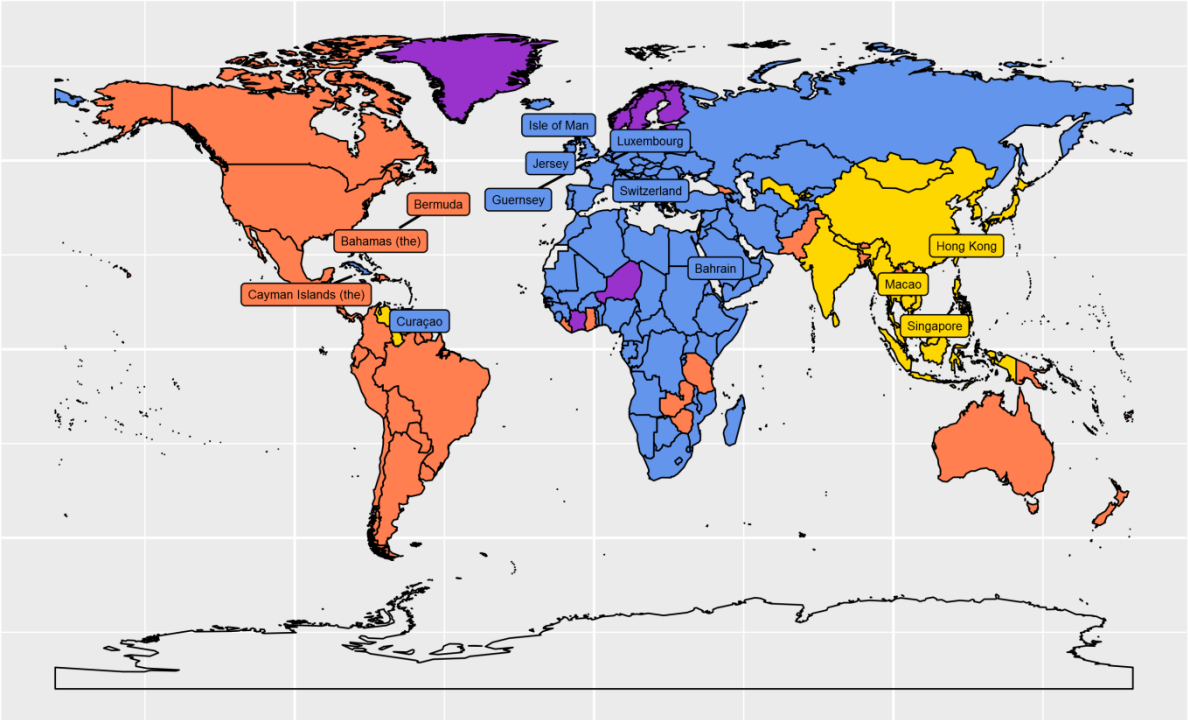 Isle of Man
Luxembourg
Jersey
Switzerland
Guernsey
Bermuda
Bahamas (the)
Hong Kong
Bahrain
Macao
Cayman Islands (the)
Curaçao
Singapore